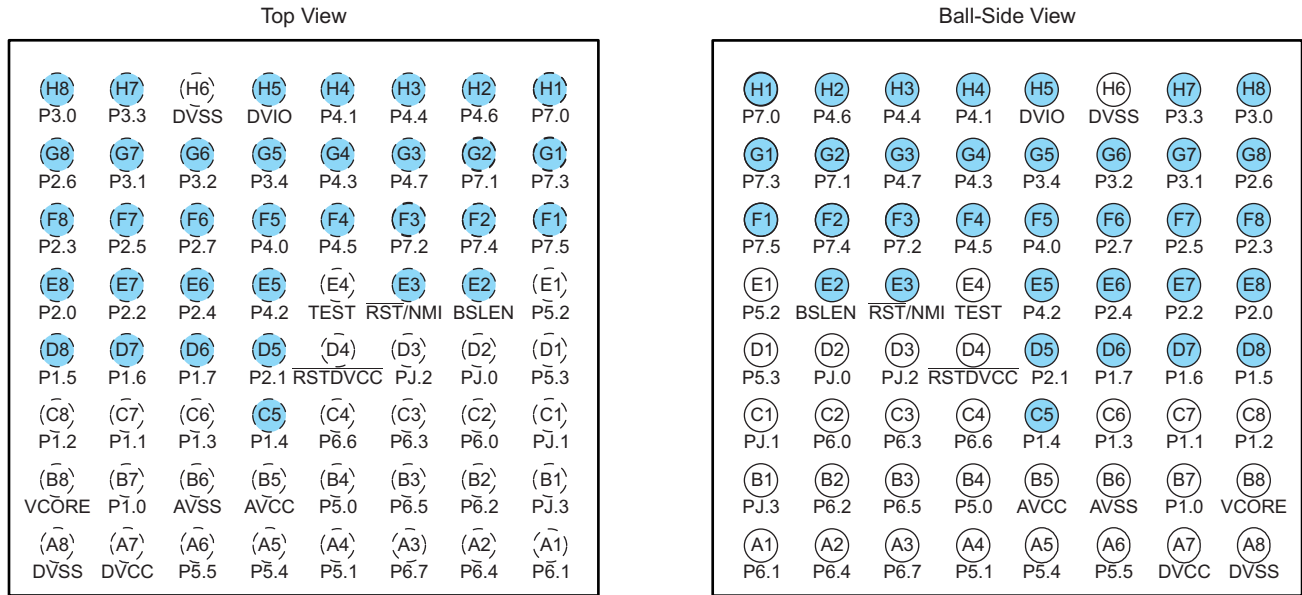 Top View
H8 H7 H6 H5 H4 H3 H2 H1
P3.0 P3.3 DVSS DVIO P4.1 P4.4 P4.6 P7.0
G8 G7 G6 G5 G4 G3 G2 G1
P2.6 P3.1 P3.2 P3.4 P4.3 P4.7 P7.1 P7.3
F8 F7 F6 F5 F4 F3 F2 F1
P2.3 P2.5 P2.7 P4.0 P4.5 P7.2 P7.4 P7.5
E8 E7 E6 E5 E4 E3 E2 E1
P2.0 P2.2 P2.4 P4.2 TEST RST/NMI BSLEN P5.2
D8 D7 D6 D5 D4 D3 D2 D1
P1.5 P1.6 P1.7 P2.1 RSTDVCC PJ.2 PJ.0 P5.3
C8 C7 C6 C5 C4 C3 C2 C1
P1.2 P1.1 P1.3 P1.4 P6.6 P6.3 P6.0 PJ.1
B8 B7 B6 B5 B4 B3 B2 B1
VCORE P1.0 AVSS AVCC P5.0 P6.5 P6.2 PJ.3
A8 A7 A6 A5 A4 A3 A2 A1
DVSS DVCC P5.5 P5.4 P5.1 P6.7 P6.4 P6.1
Ball-Side View
H1 H2 H3 H4 H5 H6 H7 H8
P7.0 P4.6 P4.4 P4.1 DVIO DVSS P3.3 P3.0
G1 G2 G3 G4 G5 G6 G7 G8
P7.3 P7.1 P4.7 P4.3 P3.4 P3.2 P3.1 P2.6
F1 F2 F3 F4 F5 F6 F7 F8
P7.5 P7.4 P7.2 P4.5 P4.0 P2.7 P2.5 P2.3
E1 E2 E3 E4 E5 E6 E7 E8
P5.2 BSLEN RST/NMI TEST P4.2 P2.4 P2.2 P2.0
D1 D2 D3 D4 D5 D6 D7 D8
P5.3 PJ.0 PJ.2 RSTDVCC P2.1 P1.7 P1.6 P1.5
C1 C2 C3 C4 C5 C6 C7 C8
PJ.1 P6.0 P6.3 P6.6 P1.4 P1.3 P1.1 P1.2
B1 B2 B3 B4 B5 B6 B7 B8
PJ.3 P6.2 P6.5 P5.0 AVCC AVSS P1.0 VCORE
A1 A2 A3 A4 A5 A6 A7 A8
P6.1 P6.4 P6.7 P5.1 P5.4 P5.5 DVCC DVSS